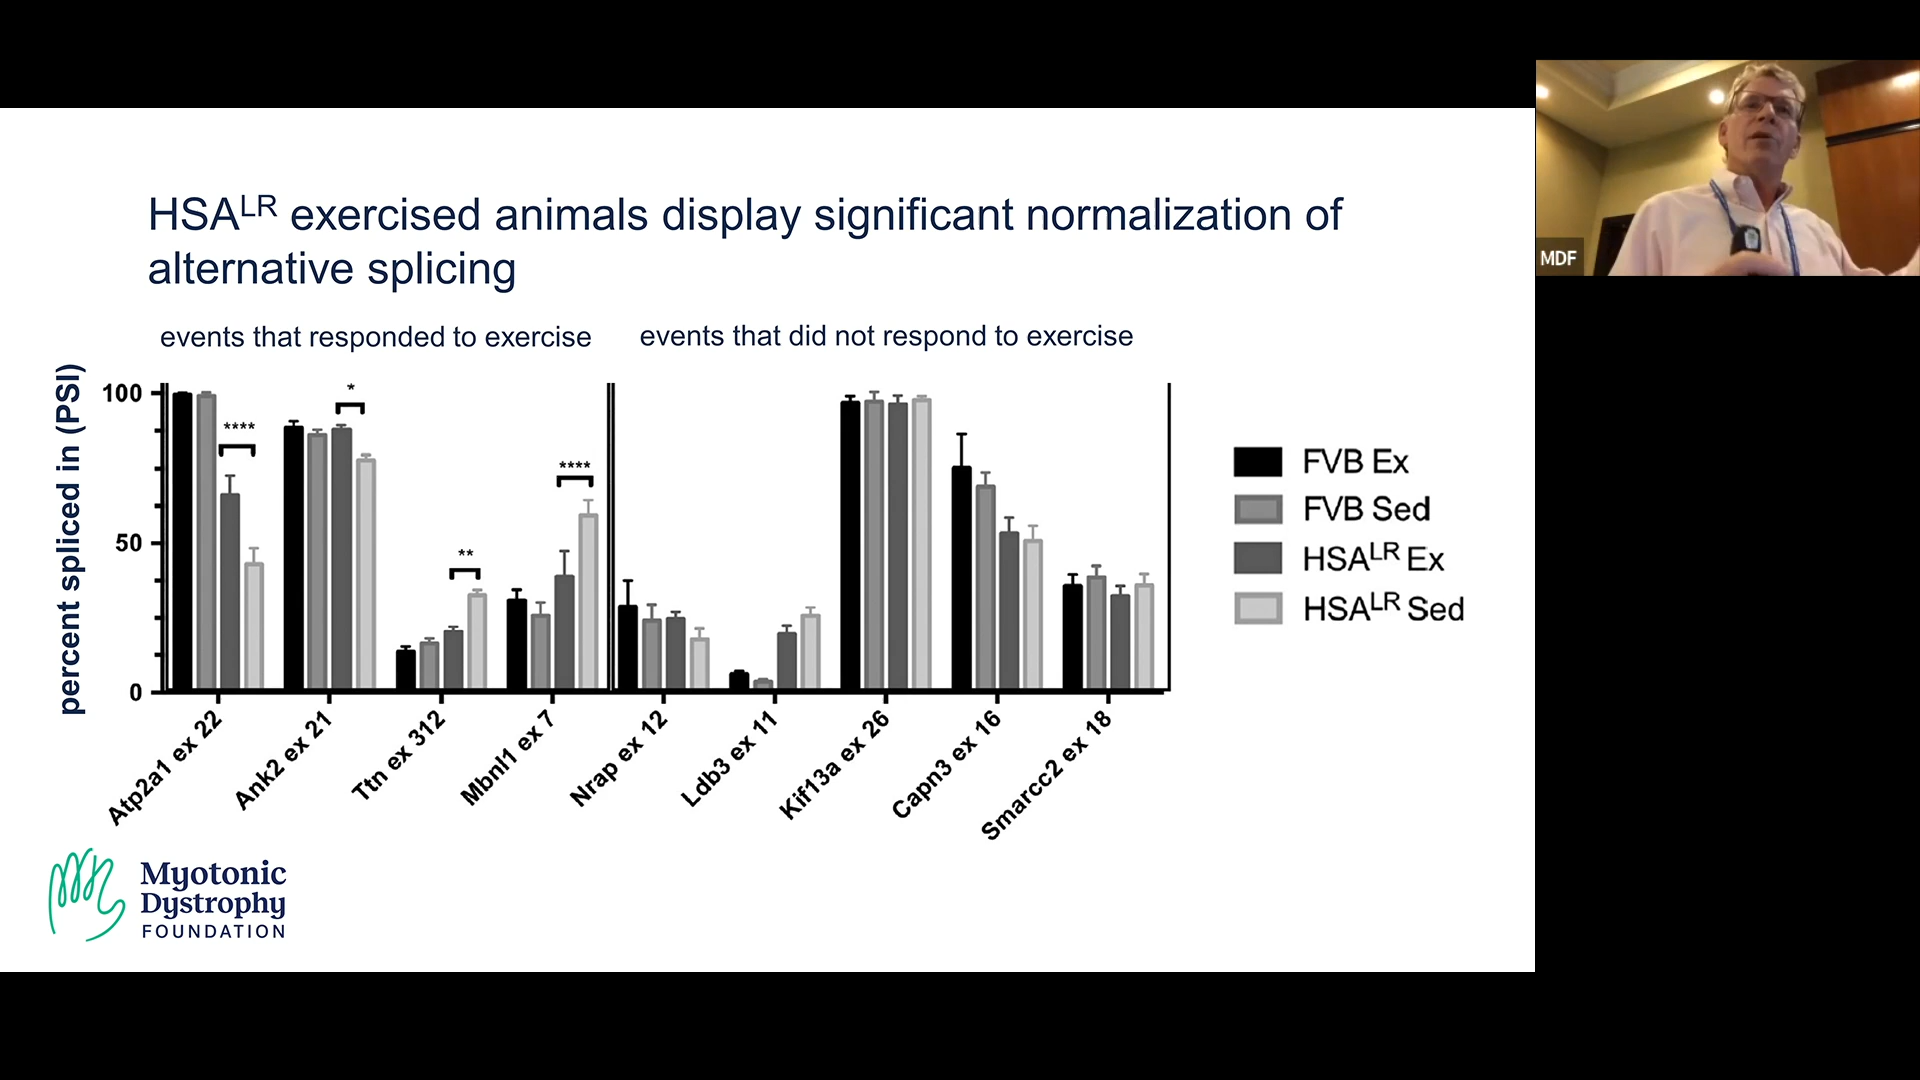 HSALR exercised animals display significant normalization of
alternative splicing
events that responded to exercise
events that did not respond to exercise
percent spliced in (PSI)
100
50
0
****
*
**
****
Atp2a1 ex 22
Ank2 ex 21
Ttn ex 312
Mbnl1 ex 7
Nrap ex 12
Ldb3 ex 11
Kif13a ex 26
Capn3 ex 16
Smarcc2 ex 18
FVB Ex
FVB Sed
HSALR Ex
HSALR Sed
Myotonic
Dystrophy
FOUNDATION
MDF